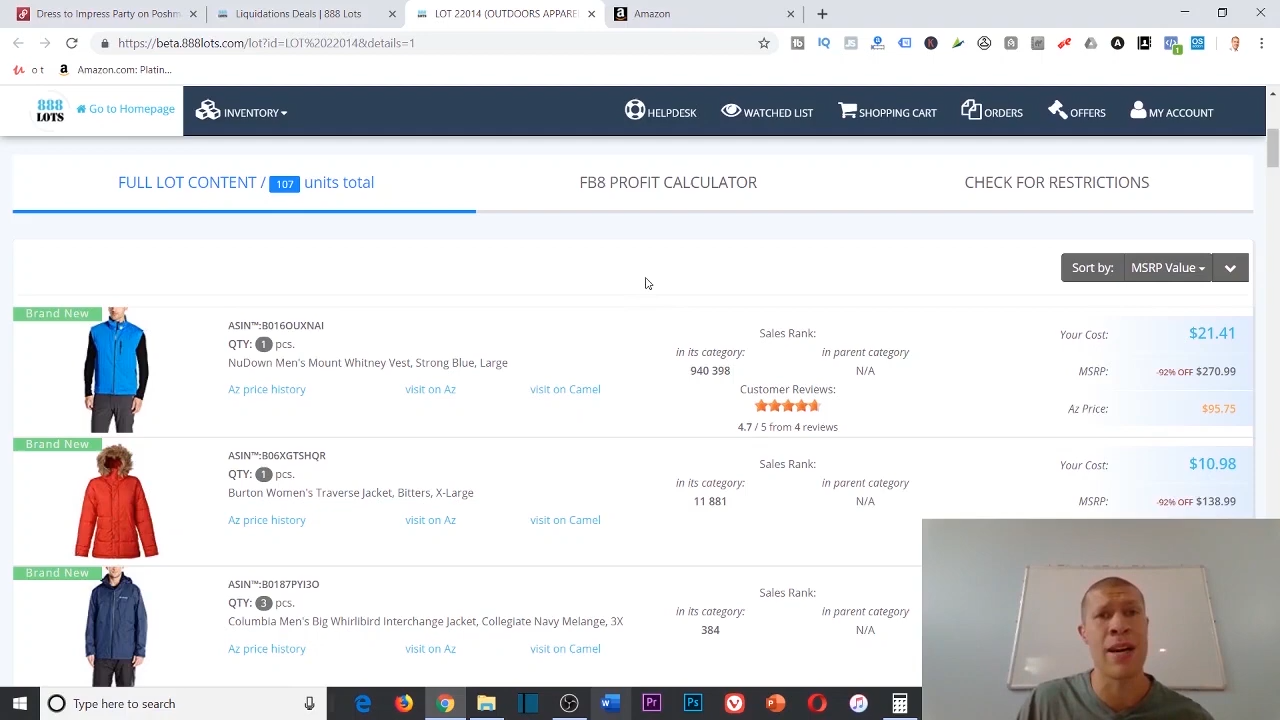 Dress to Impress Party on Poshm
Liquidations Deals | 888 Lots
LOT 22014 (OUTDOORS APPARE
Amazon
https://beta.888lots.com/lot?id=LOT%2022014&details=1
o t
Amazon.com: Platin...
888
LOTS
Go to Homepage
INVENTORY
HELPDESK
WATCHED LIST
SHOPPING CART
ORDERS
OFFERS
MY ACCOUNT
FULL LOT CONTENT / 107 units total
FB8 PROFIT CALCULATOR
CHECK FOR RESTRICTIONS
Sort by: MSRP Value
Brand New
ASIN™:B016OUXNAI
QTY: 1 pcs.
NuDown Men's Mount Whitney Vest, Strong Blue, Large
Az price history visit on Az visit on Camel
Sales Rank:
in its category: in parent category
940 398 N/A
Customer Reviews:
4.7 / 5 from 4 reviews
Your Cost: $21.41
MSRP: -92% OFF $270.99
Az Price: $95.75
Brand New
ASIN™:B06XGTSHQR
QTY: 1 pcs.
Burton Women's Traverse Jacket, Bitters, X-Large
Az price history visit on Az visit on Camel
Sales Rank:
in its category: in parent category
11 881 N/A
Your Cost: $10.98
MSRP: -92% OFF $138.99
Brand New
ASIN™:B0187PYI3O
QTY: 3 pcs.
Columbia Men's Big Whirlibird Interchange Jacket, Collegiate Navy Melange, 3X
Az price history visit on Az visit on Camel
Sales Rank:
in its category: in parent category
384 N/A
Type here to search